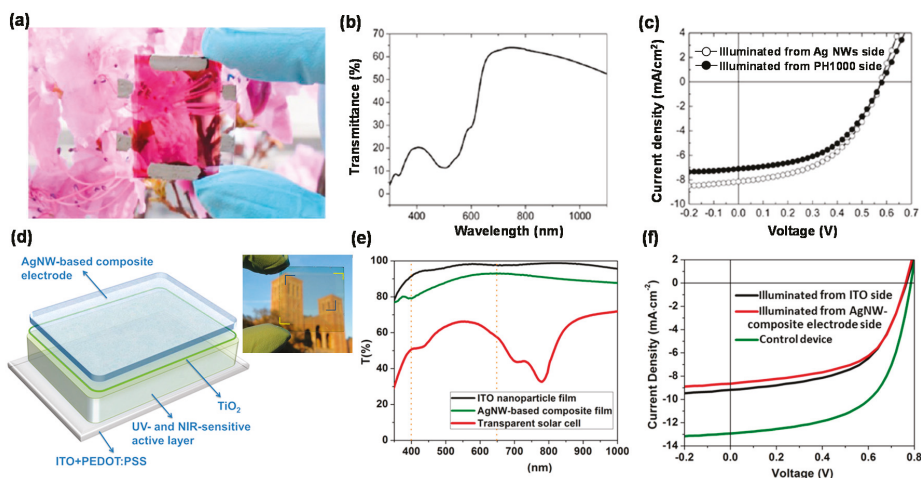 (a)
(b)
Transmittance (%)
70
60
50
40
30
20
10
0
400 600 800 1000
Wavelength (nm)
(c)
Current density (mA/cm²)
4
2
0
-2
-4
-6
-8
-10
Illuminated from Ag NWs side
Illuminated from PH1000 side
-0.2 -0.1 0.0 0.1 0.2 0.3 0.4 0.5 0.6 0.7
Voltage (V)
(d)
AgNW-based composite
electrode
TiO₂
UV- and NIR-sensitive
active layer
ITO+PEDOT:PSS
(e)
T(%)
100
80
60
40
20
0
ITO nanoparticle film
AgNW-based composite film
Transparent solar cell
400 500 600 700 800 900 1000
(nm)
(f)
Current Density (mA·cm⁻²)
2
0
-2
-4
-6
-8
-10
-12
-14
Illuminated from ITO side
Illuminated from AgNW-
composite electrode side
Control device
-0.2 0.0 0.2 0.4 0.6 0.8
Voltage (V)